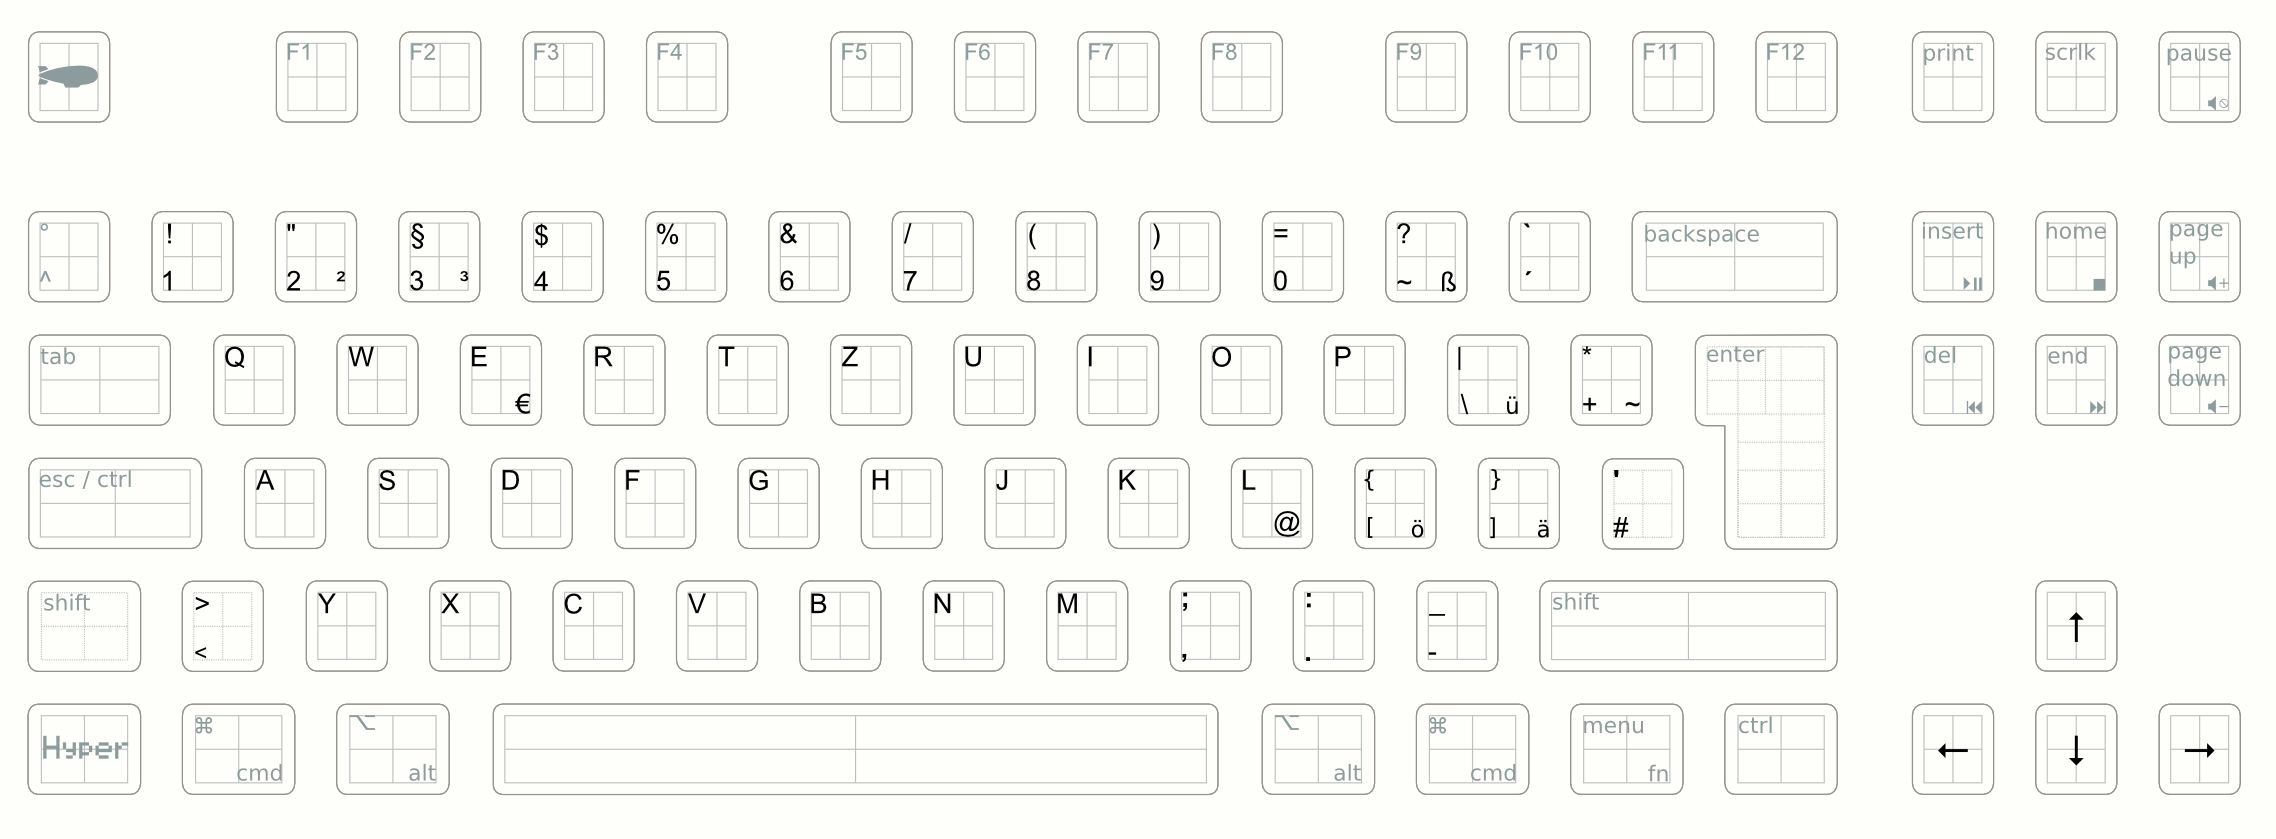 F1 F2 F3 F4 F5 F6 F7 F8 F9 F10 F11 F12 print scrlk pause
° ! " § $ % & / ( ) = ? ` backspace insert home page
up
^ 1 2 ² 3 ³ 4 5 6 7 8 9 0 ~ ß ´
tab Q W E R T Z U I O P | * enter del end page
down
€ \ ü + ~
esc / ctrl A S D F G H J K L { } '
@ [ ö ] ä #
shift > Y X C V B N M ; : _ shift ↑
< , . -
Hyper ⌘ ⌥ ⌥ ⌘ menu ctrl ← ↓ →
cmd alt alt cmd fn